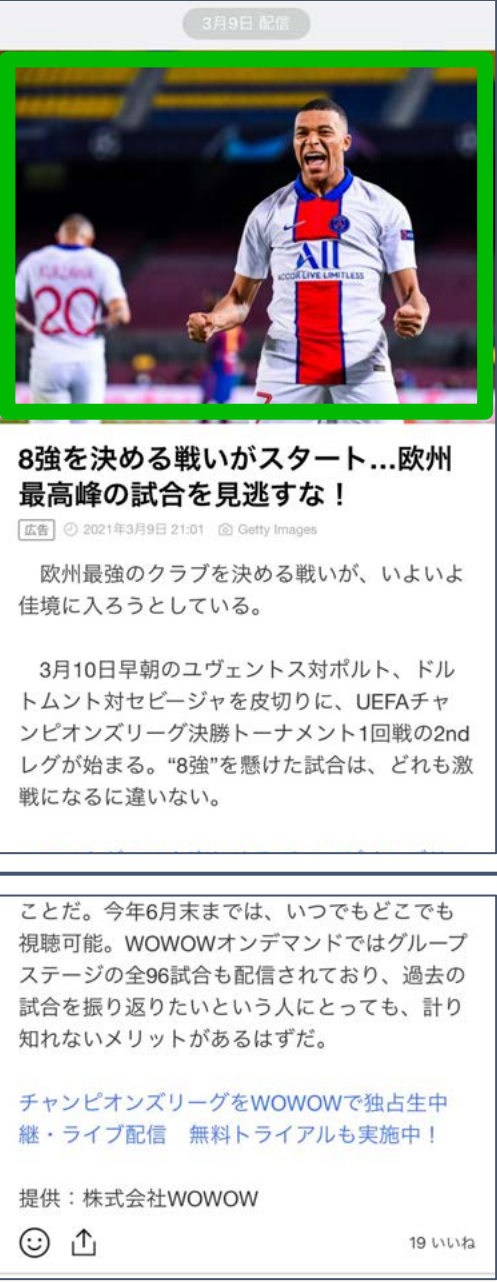 3月9日 配信
KURZAWA
20
ALL
ACCOR LIVE LIMITLESS
7
8強を決める戦いがスタート…欧州
最高峰の試合を見逃すな！
広告 2021年3月9日 21:01 Getty Images
欧州最強のクラブを決める戦いが、いよいよ
佳境に入ろうとしている。
3月10日早朝のユヴェントス対ポルト、ドル
トムント対セビージャを皮切りに、UEFAチャ
ンピオンズリーグ決勝トーナメント1回戦の2nd
レグが始まる。“8強”を懸けた試合は、どれも激
戦になるに違いない。
ことだ。今年6月末までは、いつでもどこでも
視聴可能。WOWOWオンデマンドではグループ
ステージの全96試合も配信されており、過去の
試合を振り返りたいという人にとっても、計り
知れないメリットがあるはずだ。
チャンピオンズリーグをWOWOWで独占生中
継・ライブ配信　無料トライアルも実施中！
提供：株式会社WOWOW
19 いいね